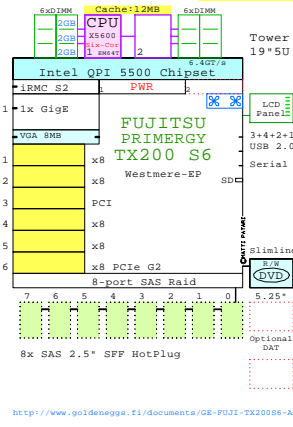 6xDIMM Cache:12MB 6xDIMM
2GB CPU
2GB X5600
Six-Cor
2GB 1 EM64T 2
Tower
19"5U
6.4GT/s
Intel QPI 5500 Chipset
iRMC S2 1 PWR 2
1 1x GigE
LCD
Panel
FUJITSU
PRIMERGY
TX200 S6
VGA 8MB
3+4+2+1
USB 2.0
1 x8 Westmere-EP Serial
2 x8 SD
3 PCI
4 x8
5 x8
MATTI PATARI
Slimline
6 x8 PCIe G2
R/W
DVD
8-port SAS Raid
7 6 5 4 3 2 1 0 5.25"
Optional
DAT
8x SAS 2.5" SFF HotPlug
http://www.goldeneggs.fi/documents/GE-FUJI-TX200S6-A